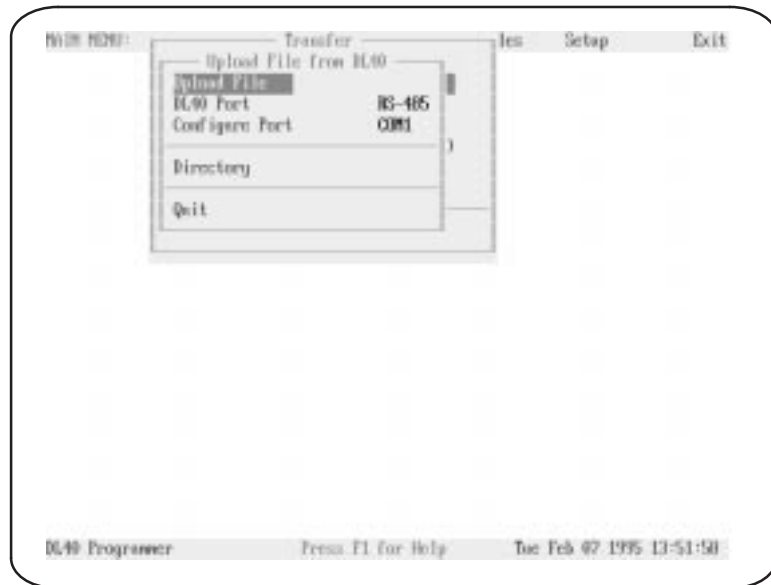 MAIN MENU: Transfer les Setup Exit
Upload File from DL40
Upload File
DL40 Port RS-485
Configure Port COM1
)
Directory
Quit
DL40 Programmer Press F1 for Help Tue Feb 07 1995 13:51:50